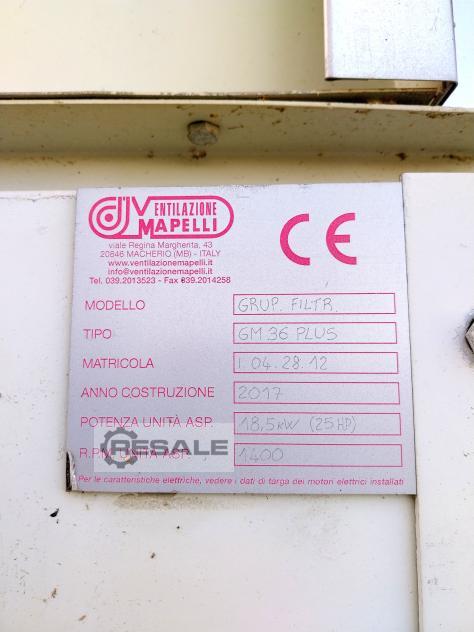 VENTILAZIONE
MAPELLI
viale Regina Margherita, 43
20846 MACHERIO (MB) - ITALY
www.ventilazionemapelli.it
info@ventilazionemapelli.it
Tel. 039.2013523 - Fax 039.2014258
CE
MODELLO GRUP. FILTR.
TIPO GM 36 PLUS
MATRICOLA 1.04.28.12
ANNO COSTRUZIONE 2017
POTENZA UNITÀ ASP. 18,5 kW (25HP)
R.P.M. UNITÀ ASP. 1400
RESALE
Per le caratteristiche elettriche, vedere i dati di targa dei motori elettrici installati